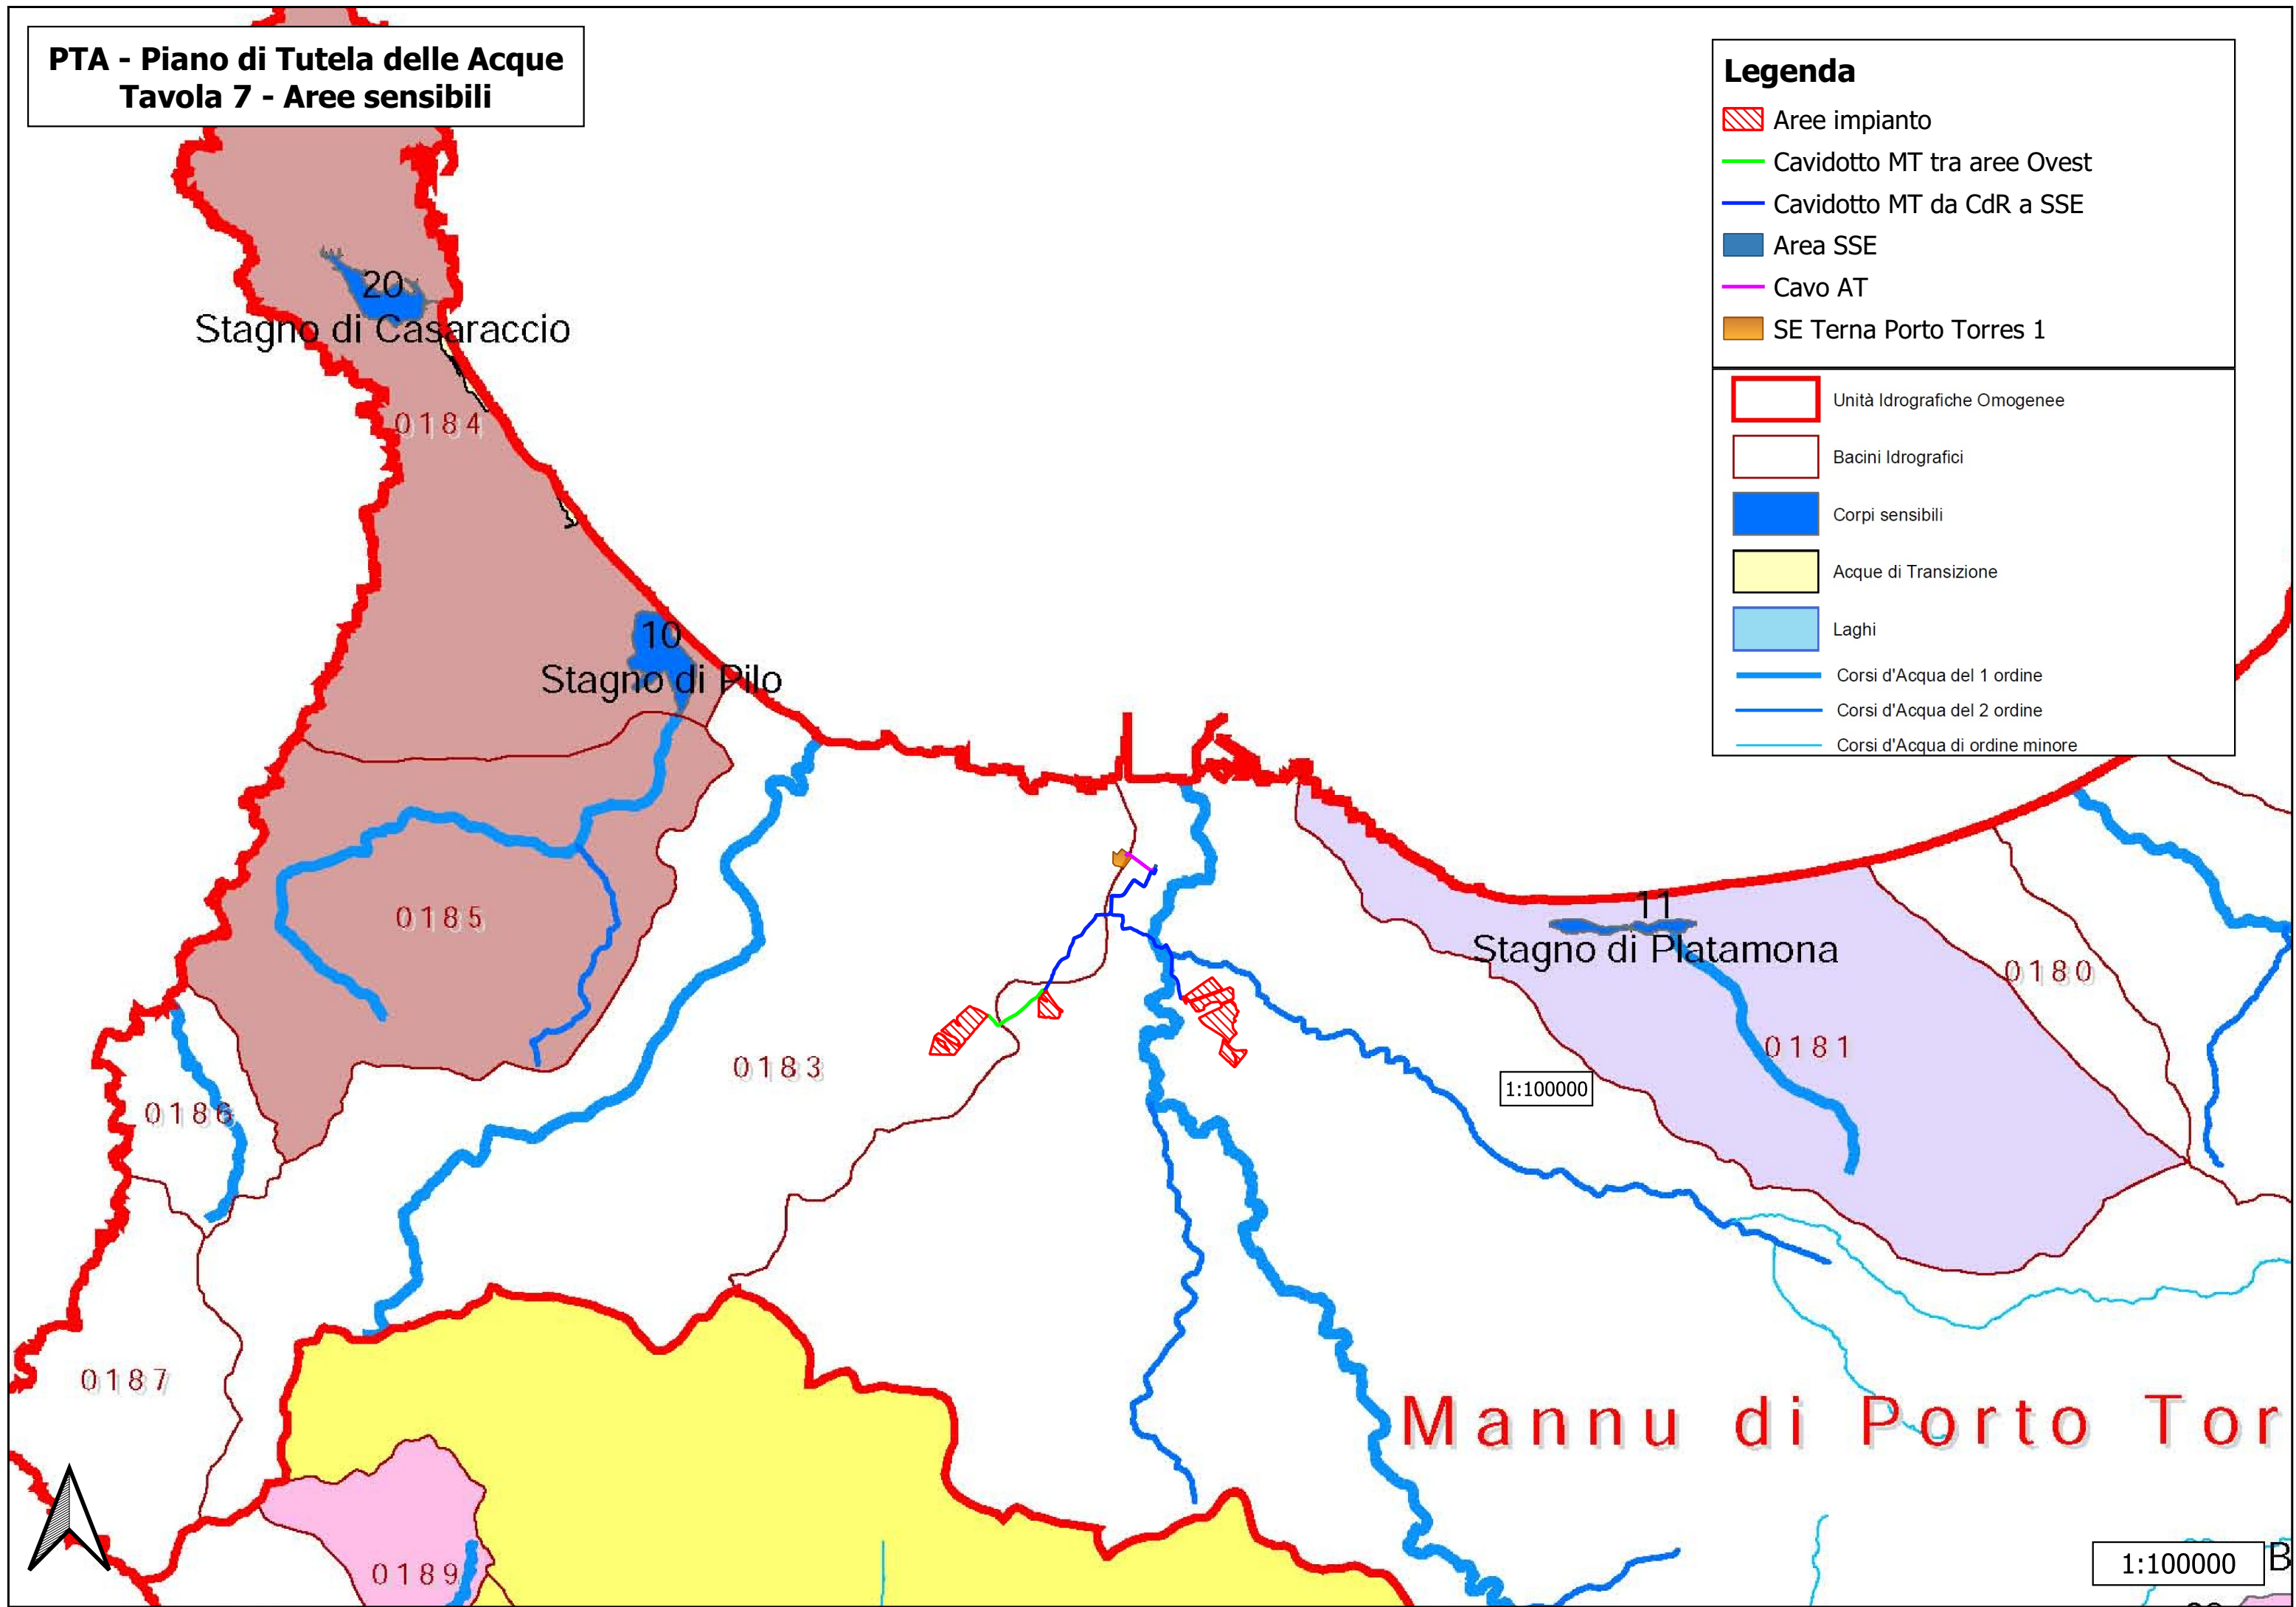 PTA - Piano di Tutela delle Acque
Tavola 7 - Aree sensibili
Legenda
Aree impianto
Cavidotto MT tra aree Ovest
Cavidotto MT da CdR a SSE
Area SSE
Cavo AT
SE Terna Porto Torres 1
Unità Idrografiche Omogenee
Bacini Idrografici
Corpi sensibili
Acque di Transizione
Laghi
Corsi d'Acqua del 1 ordine
Corsi d'Acqua del 2 ordine
Corsi d'Acqua di ordine minore
20
Stagno di Casaraccio
0184
10
Stagno di Pilo
0185
11
Stagno di Platamona
0180
0181
0183
1:100000
0186
0187
Mannu di Porto Tor
0189
1:100000
B